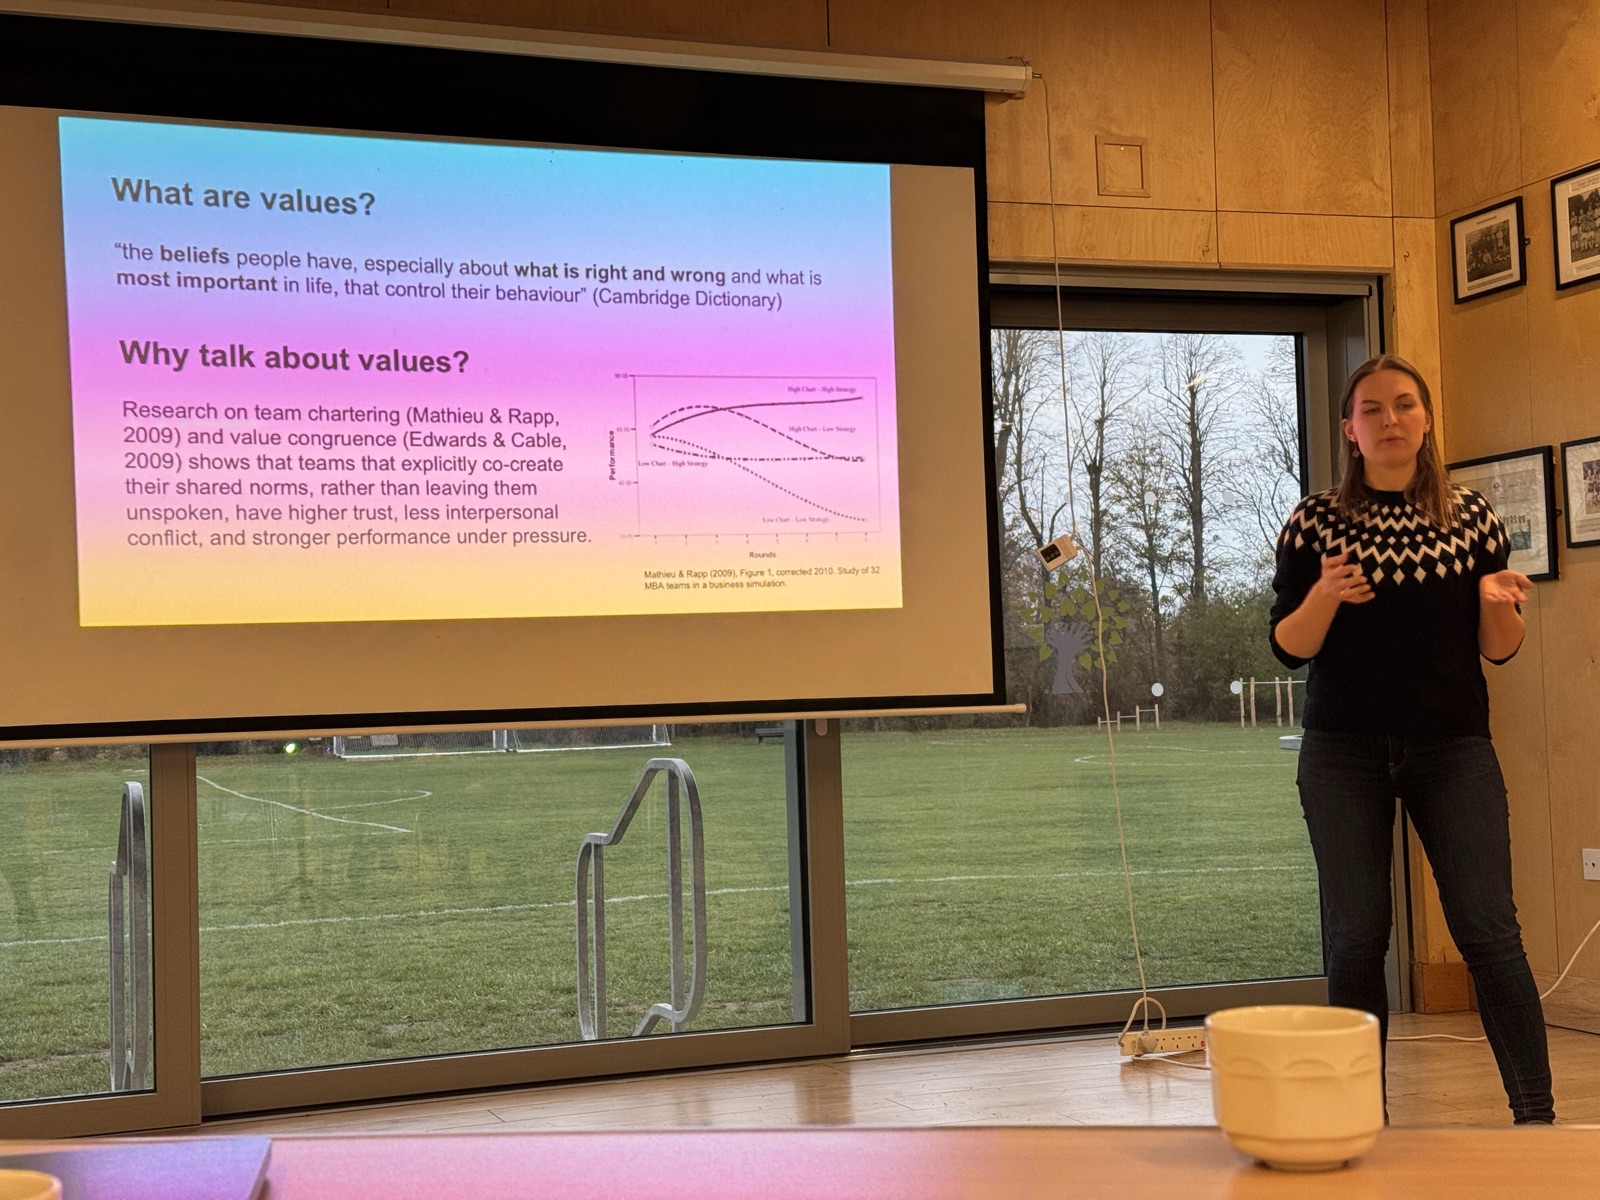 What are values?
“the beliefs people have, especially about what is right and wrong and what is
most important in life, that control their behaviour” (Cambridge Dictionary)
Why talk about values?
Research on team chartering (Mathieu & Rapp,
2009) and value congruence (Edwards & Cable,
2009) shows that teams that explicitly co-create
their shared norms, rather than leaving them
unspoken, have higher trust, less interpersonal
conflict, and stronger performance under pressure.
High Chart – High Strategy
High Chart – Low Strategy
Low Chart – High Strategy
Low Chart – Low Strategy
Performance
Rounds
Mathieu & Rapp (2009), Figure 1, corrected 2010. Study of 32
MBA teams in a business simulation.